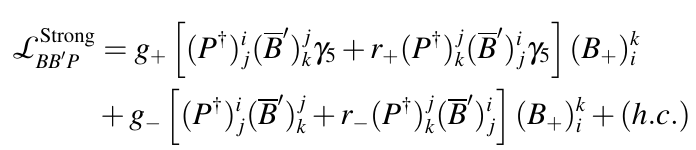 $\mathcal{L}^{\text{Strong}}_{BB'P} = g_+ \left[ (P^\dagger)^i_j (\overline{B}')^j_k \gamma_5 + r_+ (P^\dagger)^j_k (\overline{B}')^i_j \gamma_5 \right] (B_+)^k_i$
$+ g_- \left[ (P^\dagger)^i_j (\overline{B}')^j_k + r_- (P^\dagger)^j_k (\overline{B}')^i_j \right] (B_+)^k_i + (h.c.)$